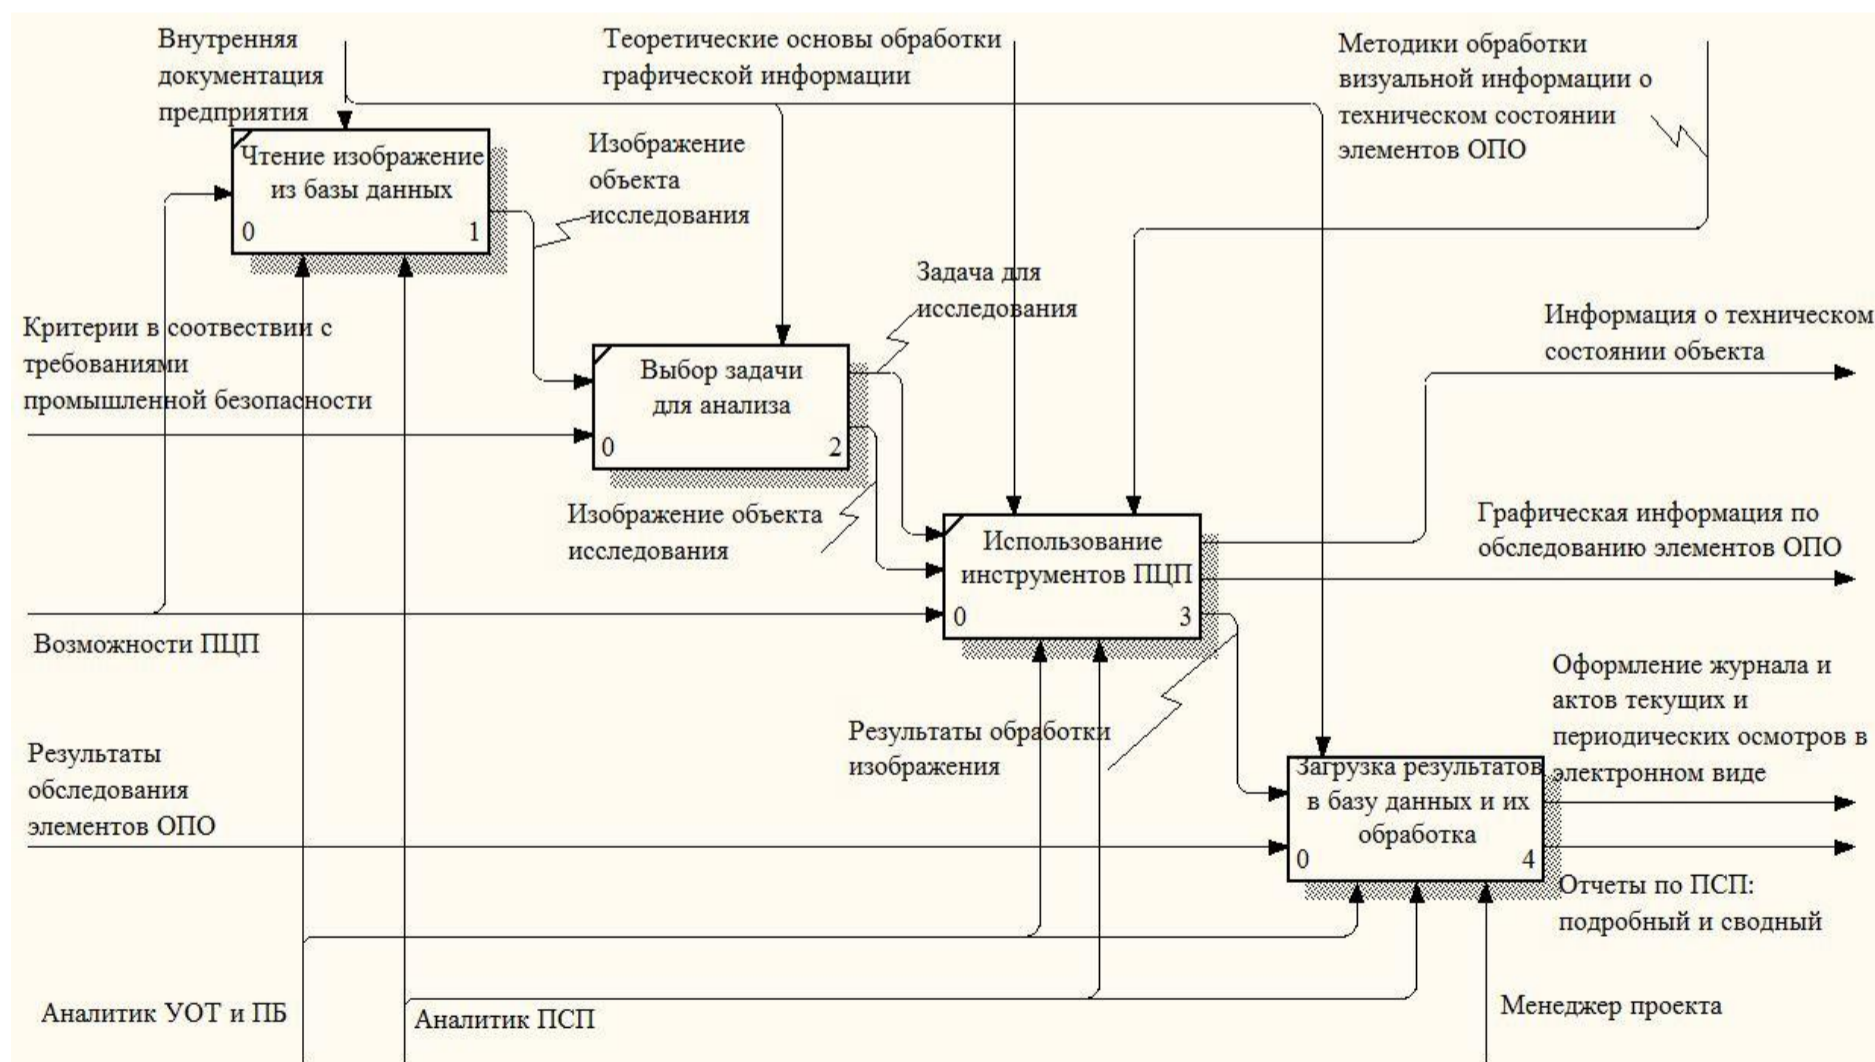 Внутренняя
документация
предприятия
Теоретические основы обработки
графической информации
Методики обработки
визуальной информации о
техническом состоянии
элементов ОПО
Чтение изображение
из базы данных
0 1
Изображение
объекта
исследования
Задача для
исследования
Критерии в соотвествии с
требованиями
промышленной безопасности
Выбор задачи
для анализа
0 2
Информация о техническом
состоянии объекта
Изображение объекта
исследования
Использование
инструментов ПЦП
0 3
Графическая информация по
обследованию элементов ОПО
Возможности ПЦП
Результаты обработки
изображения
Оформление журнала и
актов текущих и
периодических осмотров в
электронном виде
Результаты
обследования
элементов ОПО
Загрузка результатов
в базу данных и их
обработка
0 4
Отчеты по ПСП:
подробный и сводный
Аналитик УОТ и ПБ
Аналитик ПСП
Менеджер проекта